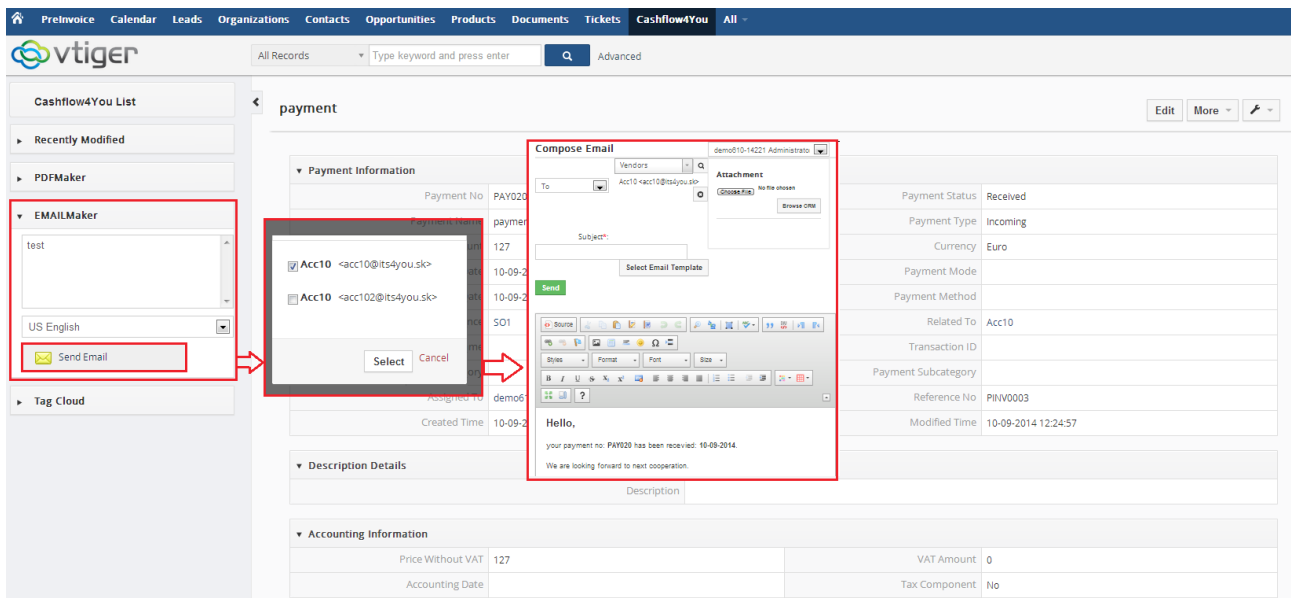 PreInvoice Calendar Leads Organizations Contacts Opportunities Products Documents Tickets Cashflow4You All
vtiger
All Records Type keyword and press enter Advanced
Cashflow4You List
Recently Modified
PDFMaker
EMAILMaker
test
US English
Send Email
Tag Cloud
payment
Edit More
Payment Information
Payment No PAY020 Payment Status Received
Payment Name paymen Payment Type Incoming
127 Currency Euro
10-09-2 Payment Mode
10-09-2 Payment Method
SO1 Related To Acc10
Transaction ID
Payment Subcategory
Assigned To demo61 Reference No PINV0003
Created Time 10-09-2 Modified Time 10-09-2014 12:24:57
Acc10 <acc10@its4you.sk>
Acc10 <acc102@its4you.sk>
Select Cancel
Compose Email
demo610-14221 Administrato
Vendors
To
Acc10 <acc10@its4you.sk>
Attachment
Choose File No file chosen
Browse CRM
Subject*:
Select Email Template
Send
Source
Styles Format Font Size
B I U S X₂ x²
?
Hello,
your payment no: PAY020 has been recevied: 10-09-2014.
We are looking forward to next cooperation.
Description Details
Description
Accounting Information
Price Without VAT 127 VAT Amount 0
Accounting Date Tax Component No